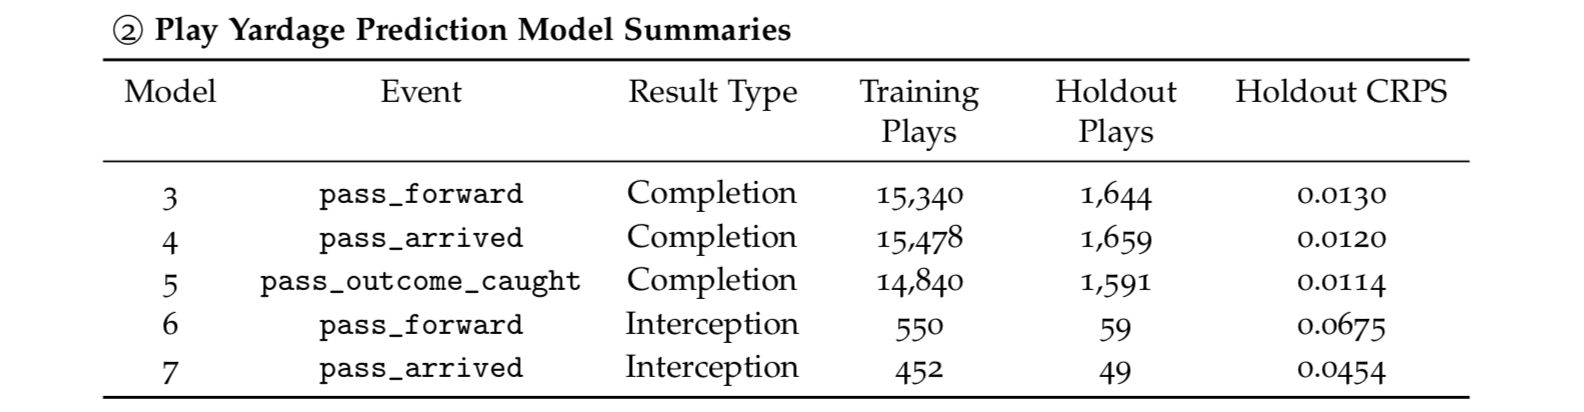 ② Play Yardage Prediction Model Summaries
Model Event Result Type Training Plays Holdout Plays Holdout CRPS
3 pass_forward Completion 15,340 1,644 0.0130
4 pass_arrived Completion 15,478 1,659 0.0120
5 pass_outcome_caught Completion 14,840 1,591 0.0114
6 pass_forward Interception 550 59 0.0675
7 pass_arrived Interception 452 49 0.0454